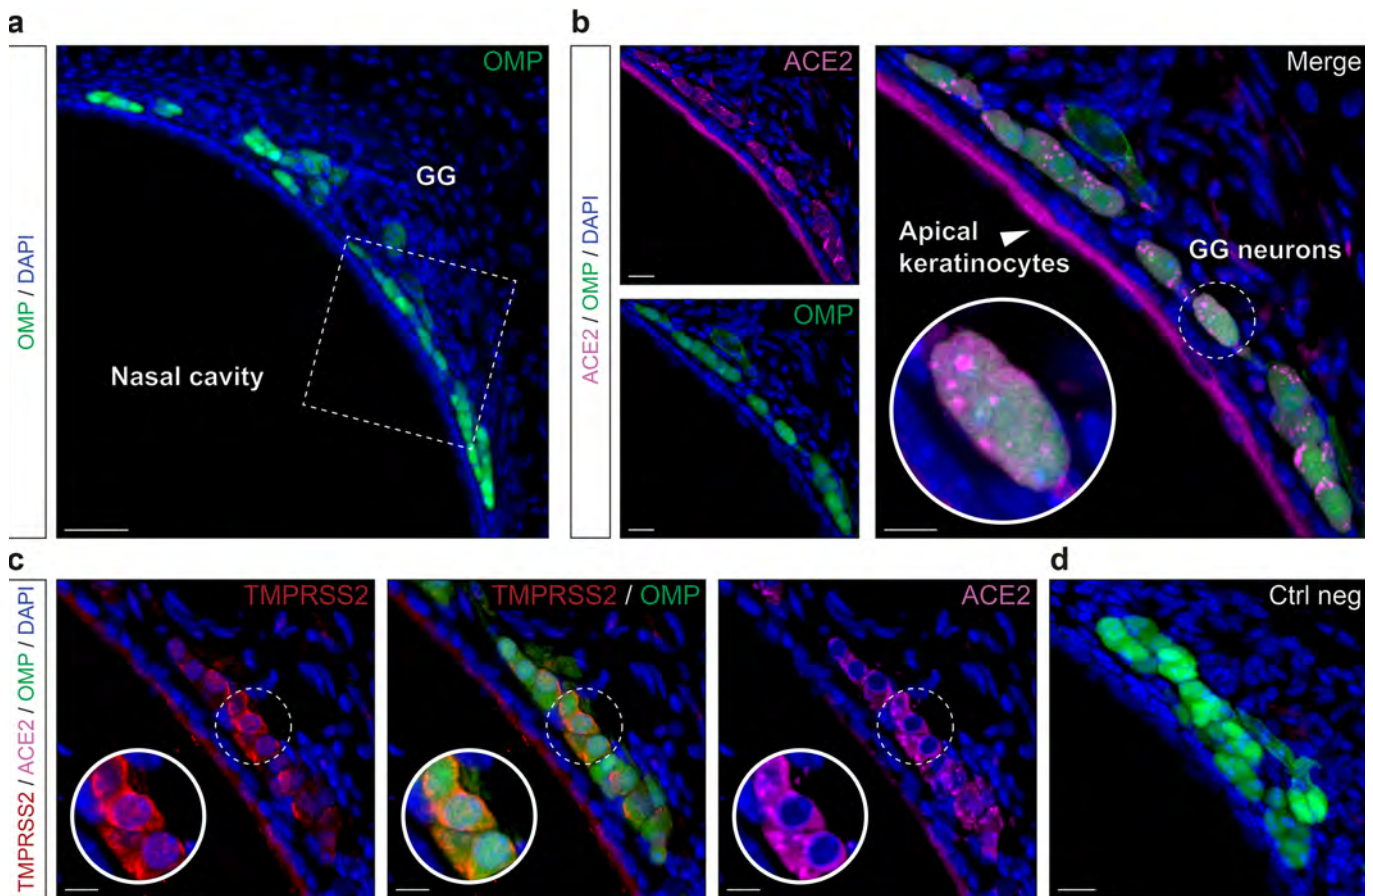 a
OMP / DAPI
OMP
GG
Nasal cavity
b
ACE2 / OMP / DAPI
ACE2
OMP
Merge
Apical
keratinocytes
GG neurons
c
TMPRSS2 / ACE2 / OMP / DAPI
TMPRSS2
TMPRSS2 / OMP
ACE2
d
Ctrl neg